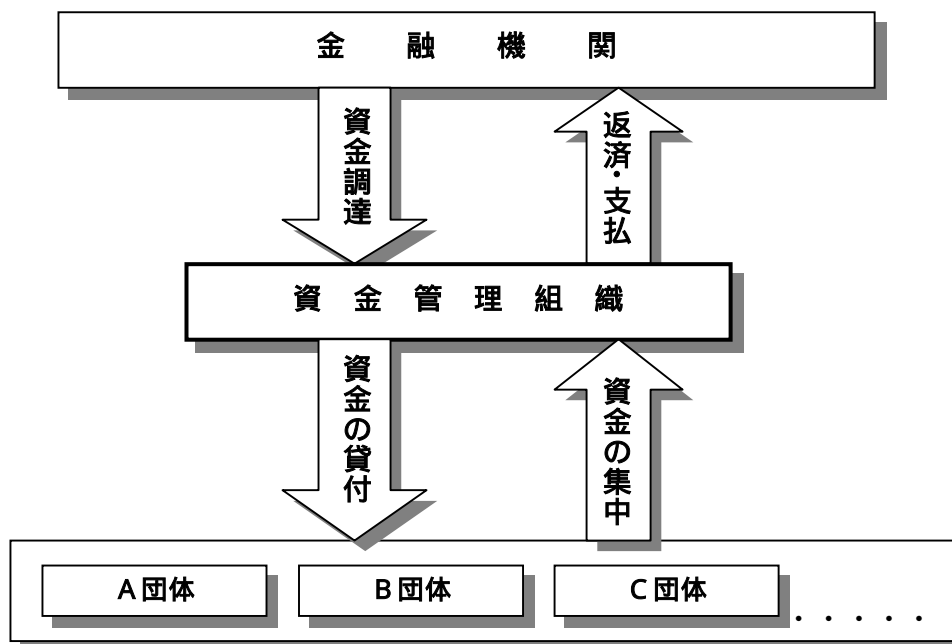 金融機関
資金調達
返済・支払
資金管理組織
資金の貸付
資金の集中
A団体
B団体
C団体
・・・・・